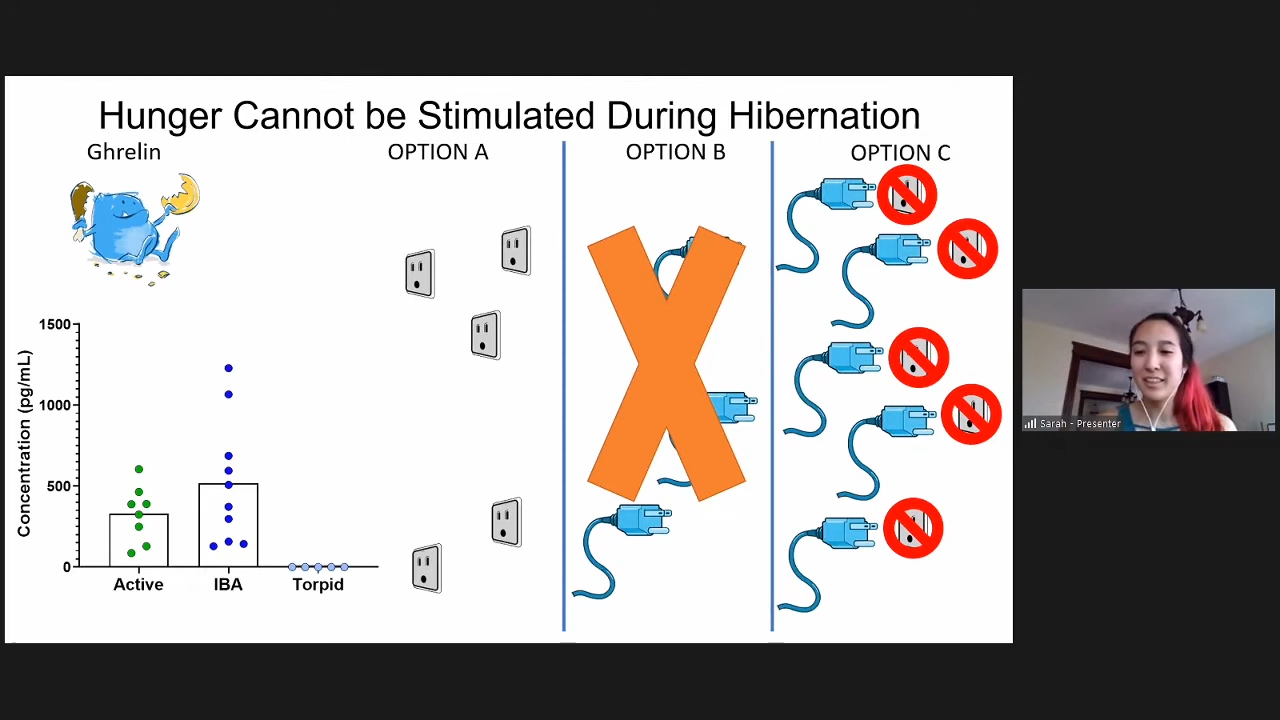 Hunger Cannot be Stimulated During Hibernation
Ghrelin
OPTION A
OPTION B
OPTION C
Concentration (pg/mL)
1500
1000
500
0
Active
IBA
Torpid
Sarah - Presenter